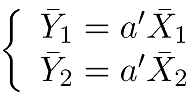 Ȳ₁ = a′X̄₁
Ȳ₂ = a′X̄₂